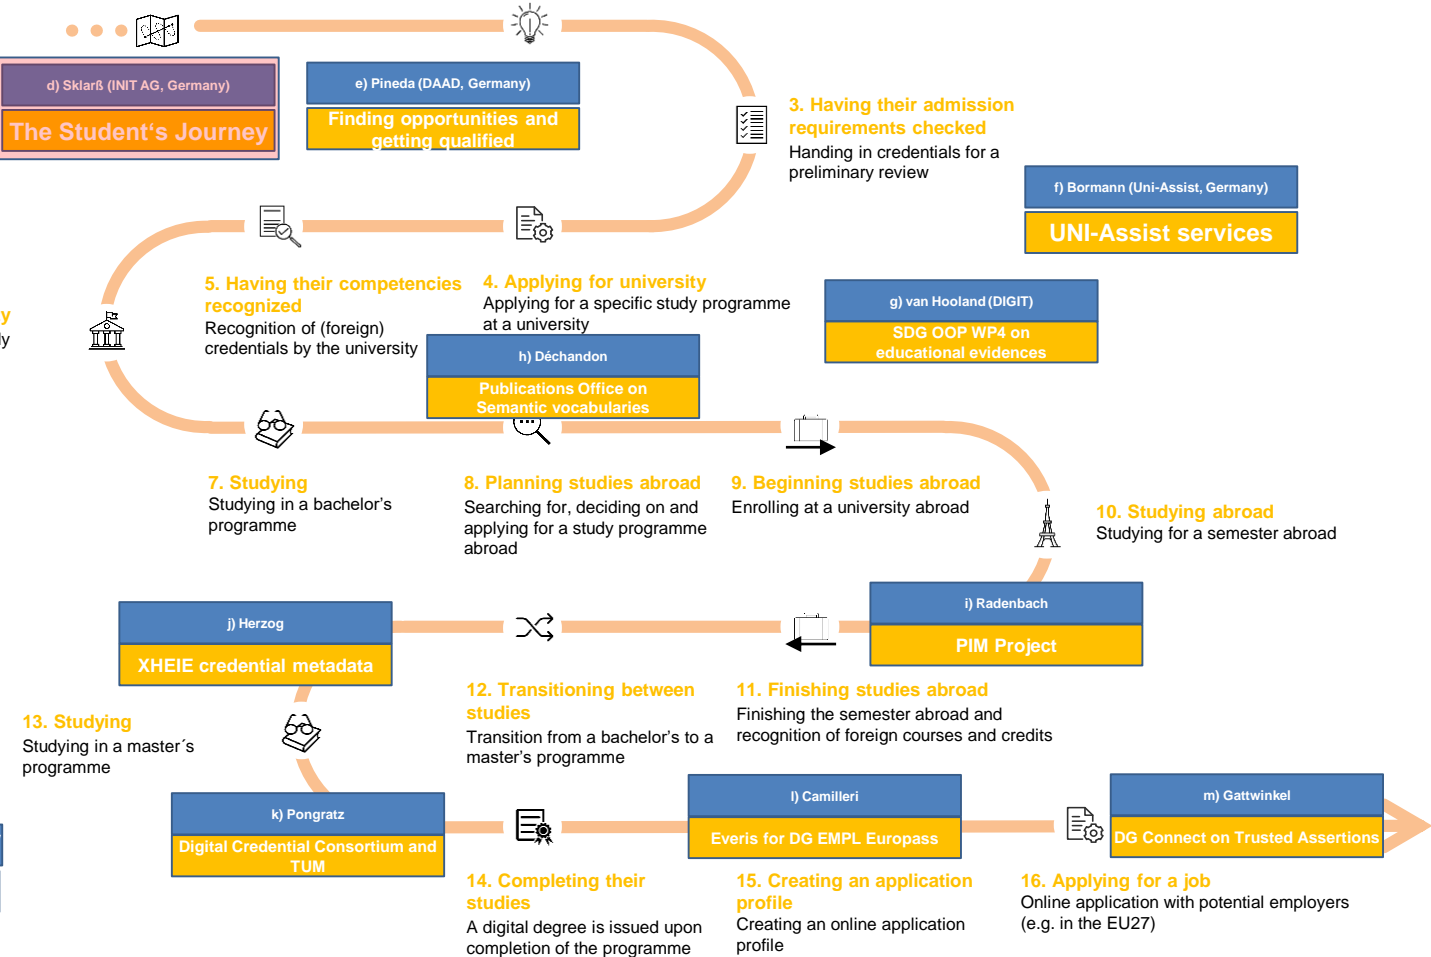 d) Sklarß (INIT AG, Germany)
The Student‘s Journey
e) Pineda (DAAD, Germany)
Finding opportunities and
getting qualified
3. Having their admission
requirements checked
Handing in credentials for a
preliminary review
f) Bormann (Uni-Assist, Germany)
UNI-Assist services
y
ly
5. Having their competencies
recognized
Recognition of (foreign)
credentials by the university
4. Applying for university
Applying for a specific study programme
at a university
g) van Hooland (DIGIT)
SDG OOP WP4 on
educational evidences
h) Déchandon
Publications Office on
Semantic vocabularies
7. Studying
Studying in a bachelor’s
programme
8. Planning studies abroad
Searching for, deciding on and
applying for a study programme
abroad
9. Beginning studies abroad
Enrolling at a university abroad
10. Studying abroad
Studying for a semester abroad
i) Radenbach
PIM Project
j) Herzog
XHEIE credential metadata
12. Transitioning between
studies
Transition from a bachelor’s to a
master’s programme
11. Finishing studies abroad
Finishing the semester abroad and
recognition of foreign courses and credits
13. Studying
Studying in a master´s
programme
k) Pongratz
Digital Credential Consortium and
TUM
l) Camilleri
Everis for DG EMPL Europass
m) Gattwinkel
DG Connect on Trusted Assertions
14. Completing their
studies
A digital degree is issued upon
completion of the programme
15. Creating an application
profile
Creating an online application
profile
16. Applying for a job
Online application with potential employers
(e.g. in the EU27)